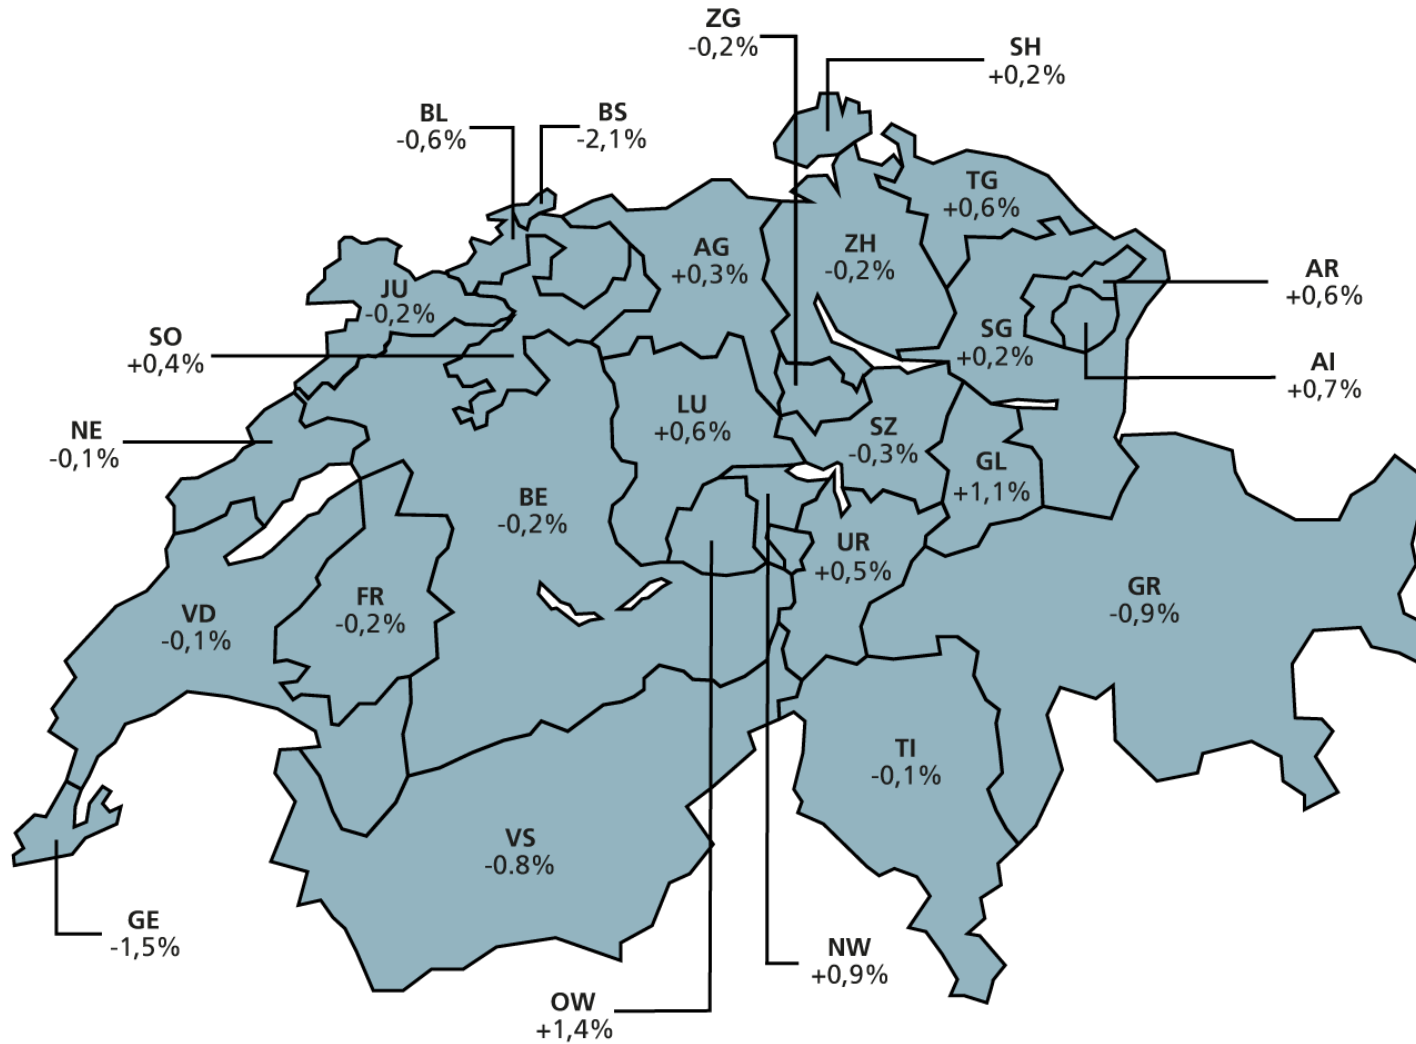 ZG
-0,2%
SH
+0,2%
BL
-0,6%
BS
-2,1%
TG
+0,6%
AG
+0,3%
ZH
-0,2%
AR
+0,6%
JU
-0,2%
SO
+0,4%
SG
+0,2%
AI
+0,7%
NE
-0,1%
LU
+0,6%
SZ
-0,3%
GL
+1,1%
BE
-0,2%
UR
+0,5%
GR
-0,9%
VD
-0,1%
FR
-0,2%
TI
-0,1%
VS
-0.8%
GE
-1,5%
NW
+0,9%
OW
+1,4%